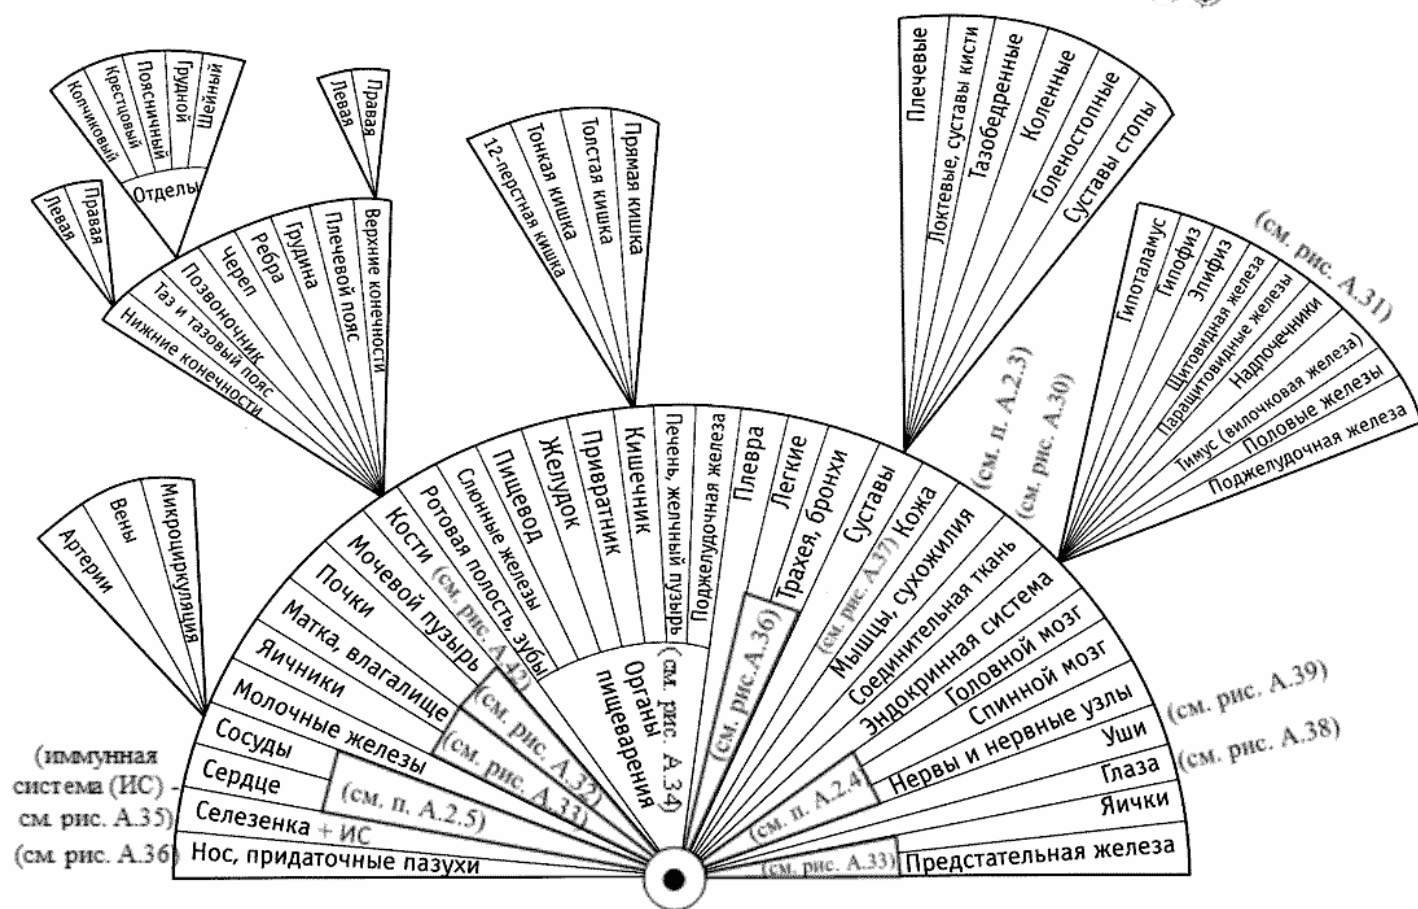 Копчиковый
Крестцовый
Поясничный
Грудной
Шейный
Отделы
Левая
Правая
Левая
Правая
Нижние конечности
Таз и тазовый пояс
Позвоночник
Череп
Ребра
Грудина
Плечевой пояс
Верхние конечности
12-перстная кишка
Тонкая кишка
Толстая кишка
Прямая кишка
Плечевые
Локтевые, суставы кисти
Тазобедренные
Коленные
Голеностопные
Суставы стопы
Гипоталамус
Гипофиз
Эпифиз
Щитовидная железа
Паращитовидные железы
Надпочечники
Тимус (вилочковая железа)
Половые железы
Поджелудочная железа
(см. рис. А.31)
(см. п. А.2.3)
(см. рис. А.30)
Артерии
Вены
Микроциркуляция
(иммунная
система (ИС) -
см. рис. А.35)
(см. рис. А.36)
Нос, придаточные пазухи
Селезенка + ИС
Сердце
Сосуды
(см. п. А.2.5)
Молочные железы
Яичники
Матка, влагалище
(см. рис. А.33)
Почки
Мочевой пузырь
(см. рис. А.32)
Кости (см. рис. А.42)
Ротовая полость, зубы
Слюнные железы
Пищевод
Желудок
Привратник
Кишечник
Печень, желчный пузырь
Поджелудочная железа
Органы
пищеварения
(см. рис. А.34)
Плевра
Легкие
Трахея, бронхи
(см. рис.А.36)
Суставы
(см. рис. А.37) Кожа
Мышцы, сухожилия
Соединительная ткань
Эндокринная система
Головной мозг
Спинной мозг
Нервы и нервные узлы
(см. п. А.2.4)
Уши
(см. рис. А.39)
Глаза
(см. рис. А.38)
Яички
Предстательная железа
(см. рис. А.33)